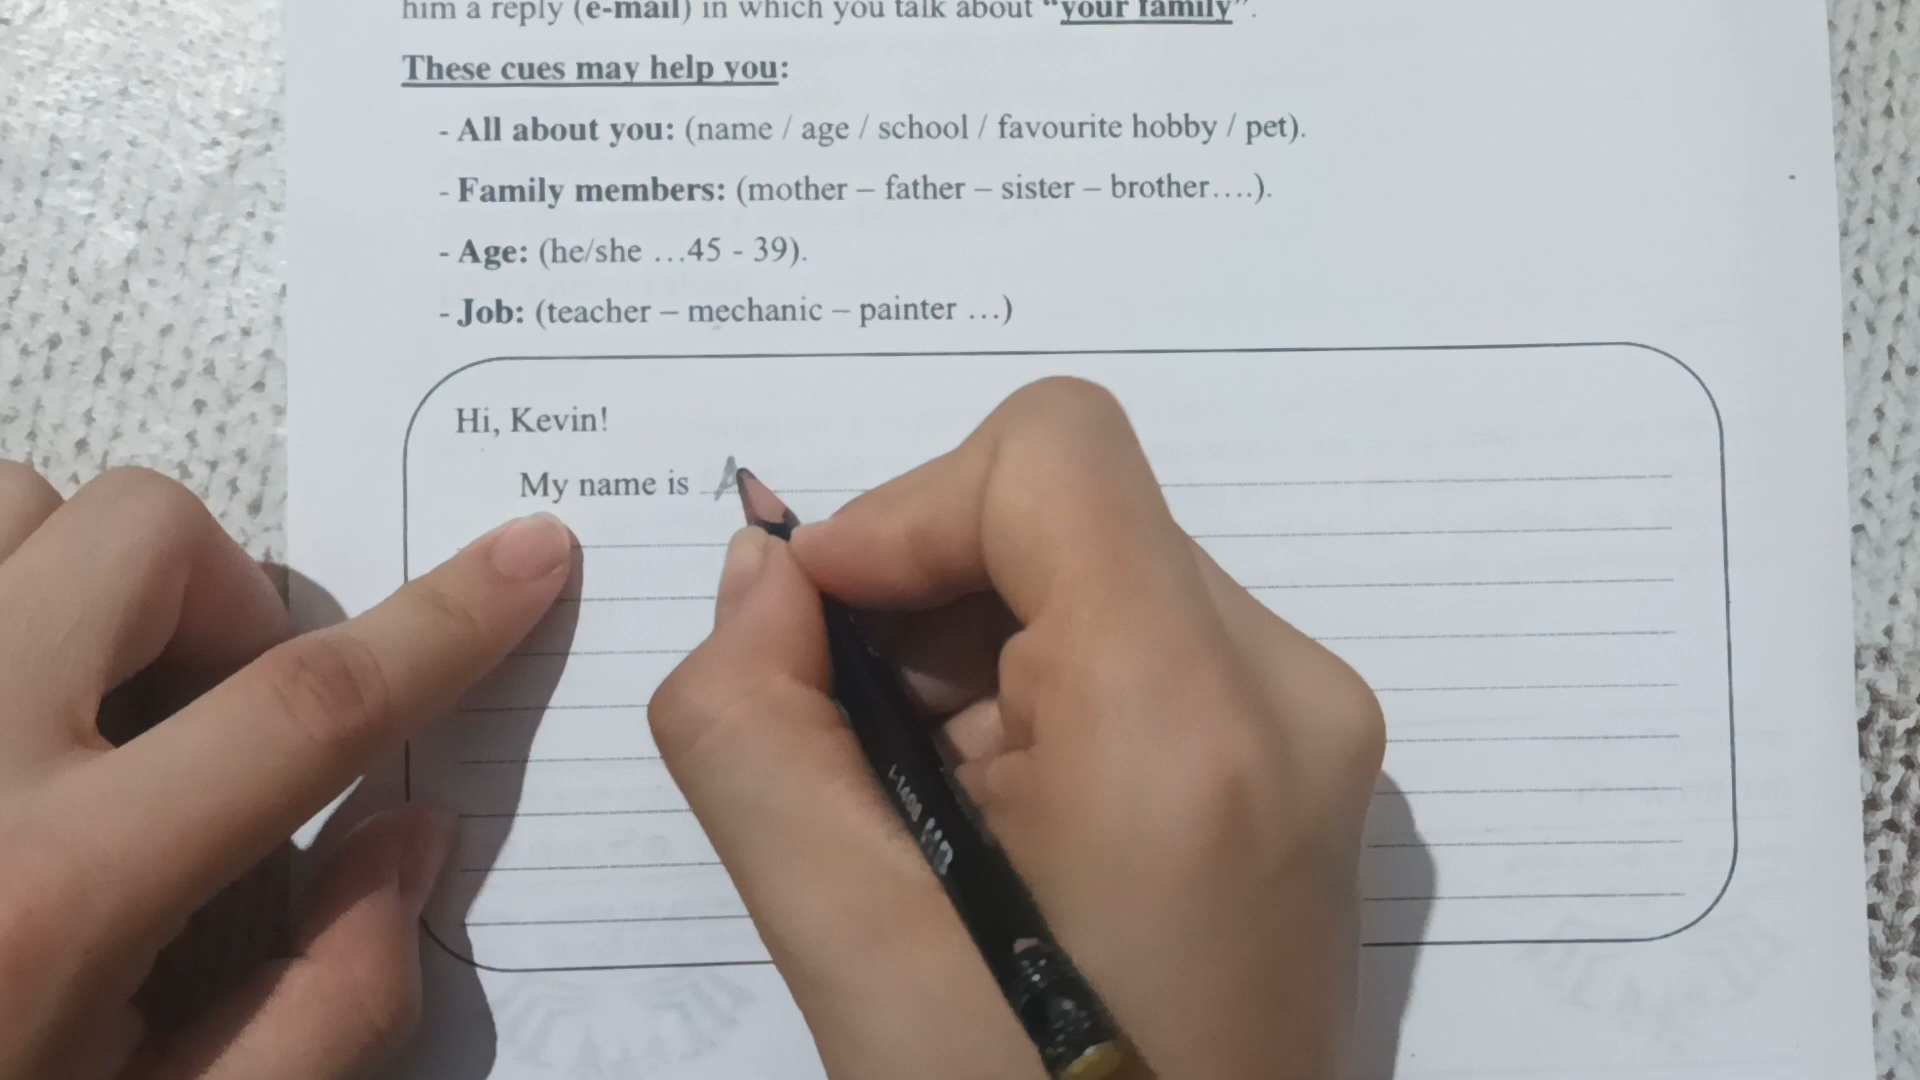 him a reply (e-mail) in which you talk about "your family".
These cues may help you:
- All about you: (name / age / school / favourite hobby / pet).
- Family members: (mother – father – sister – brother….).
- Age: (he/she …45 - 39).
- Job: (teacher – mechanic – painter …)
Hi, Kevin!
My name is A
HB